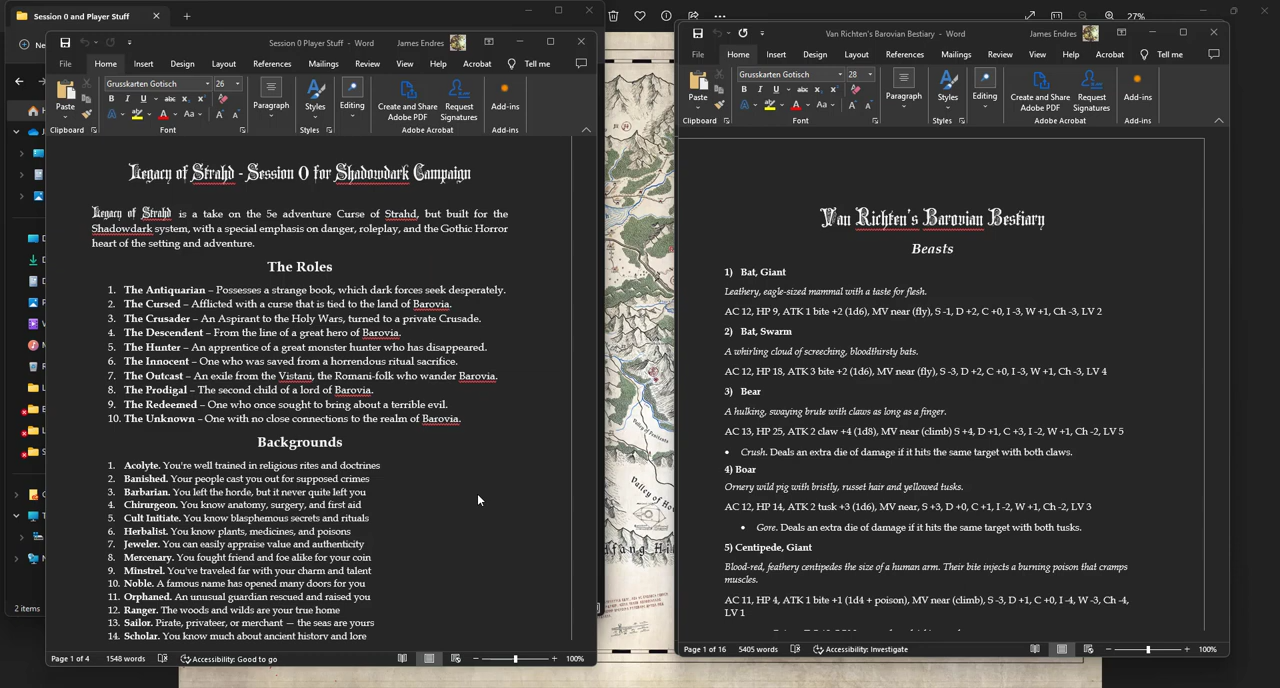 Session 0 and Player Stuff
27%
Session 0 Player Stuff - Word
James Endres
File Home Insert Design Layout References Mailings Review View Help Acrobat Tell me
Grusskarten Gotisch 26
Paste
Paragraph
Styles
Editing
Create and Share Adobe PDF
Request Signatures
Add-ins
Clipboard Font Styles Adobe Acrobat Add-ins
Legacy of Strahd - Session 0 for Shadowdark Campaign
Legacy of Strahd is a take on the 5e adventure Curse of Strahd, but built for the
Shadowdark system, with a special emphasis on danger, roleplay, and the Gothic Horror
heart of the setting and adventure.
The Roles
1. The Antiquarian – Possesses a strange book, which dark forces seek desperately.
2. The Cursed – Afflicted with a curse that is tied to the land of Barovia.
3. The Crusader – An Aspirant to the Holy Wars, turned to a private Crusade.
4. The Descendent – From the line of a great hero of Barovia.
5. The Hunter – An apprentice of a great monster hunter who has disappeared.
6. The Innocent – One who was saved from a horrendous ritual sacrifice.
7. The Outcast – An exile from the Vistani, the Romani-folk who wander Barovia.
8. The Prodigal – The second child of a lord of Barovia.
9. The Redeemed – One who once sought to bring about a terrible evil.
10. The Unknown – One with no close connections to the realm of Barovia.
Backgrounds
1. Acolyte. You're well trained in religious rites and doctrines
2. Banished. Your people cast you out for supposed crimes
3. Barbarian. You left the horde, but it never quite left you
4. Chirurgeon. You know anatomy, surgery, and first aid
5. Cult Initiate. You know blasphemous secrets and rituals
6. Herbalist. You know plants, medicines, and poisons
7. Jeweler. You can easily appraise value and authenticity
8. Mercenary. You fought friend and foe alike for your coin
9. Minstrel. You've traveled far with your charm and talent
10. Noble. A famous name has opened many doors for you
11. Orphaned. An unusual guardian rescued and raised you
12. Ranger. The woods and wilds are your true home
13. Sailor. Pirate, privateer, or merchant — the seas are yours
14. Scholar. You know much about ancient history and lore
Page 1 of 4 1548 words Accessibility: Good to go 100%
2 items
Van Richten's Barovian Bestiary - Word
James Endres
File Home Insert Design Layout References Mailings Review View Help Acrobat Tell me
Grusskarten Gotisch 28
Paste
Paragraph
Styles
Editing
Create and Share Adobe PDF
Request Signatures
Add-ins
Clipboard Font Styles Adobe Acrobat Add-ins
Van Richten's Barovian Bestiary
Beasts
1) Bat, Giant
Leathery, eagle-sized mammal with a taste for flesh.
AC 12, HP 9, ATK 1 bite +2 (1d6), MV near (fly), S -1, D +2, C +0, I -3, W +1, Ch -3, LV 2
2) Bat, Swarm
A whirling cloud of screeching, bloodthirsty bats.
AC 12, HP 18, ATK 3 bite +2 (1d6), MV near (fly), S -3, D +2, C +0, I -3, W +1, Ch -3, LV 4
3) Bear
A hulking, swaying brute with claws as long as a finger.
AC 13, HP 25, ATK 2 claw +4 (1d8), MV near (climb) S +4, D +1, C +3, I -2, W +1, Ch -2, LV 5
• Crush. Deals an extra die of damage if it hits the same target with both claws.
4) Boar
Ornery wild pig with bristly, russet hair and yellowed tusks.
AC 12, HP 14, ATK 2 tusk +3 (1d6), MV near, S +3, D +0, C +1, I -2, W +1, Ch -2, LV 3
• Gore. Deals an extra die of damage if it hits the same target with both tusks.
5) Centipede, Giant
Blood-red, feathery centipedes the size of a human arm. Their bite injects a burning poison that cramps
muscles.
AC 11, HP 4, ATK 1 bite +1 (1d4 + poison), MV near (climb), S -3, D +1, C +0, I -4, W -3, Ch -4,
LV 1
Page 1 of 16 5405 words Accessibility: Investigate 100%